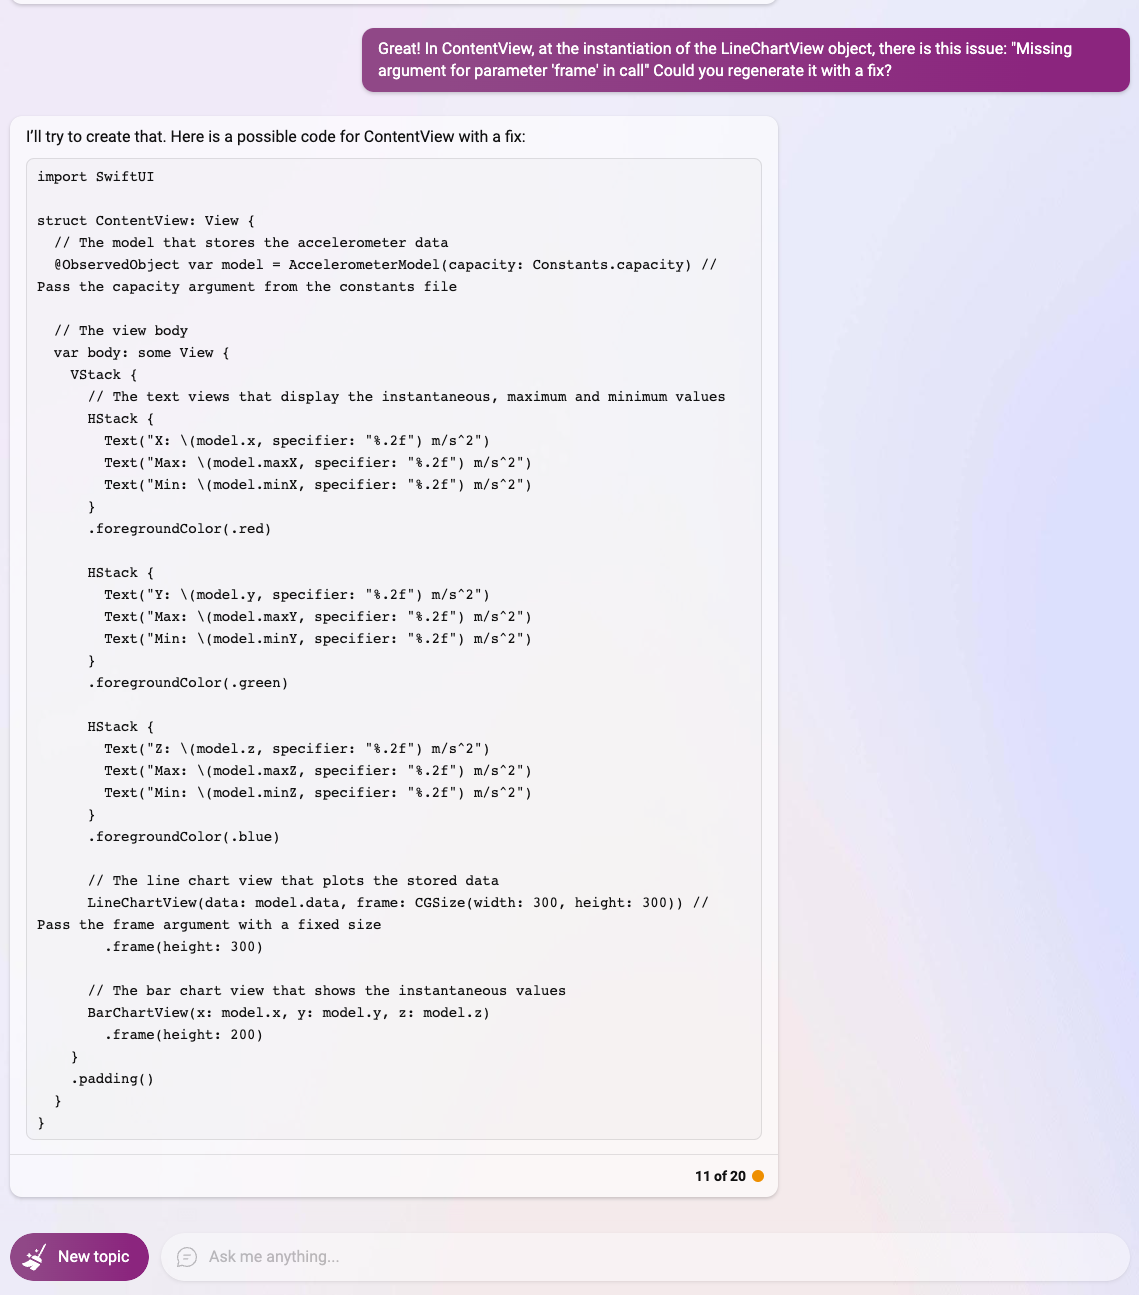 Great! In ContentView, at the instantiation of the LineChartView object, there is this issue: "Missing
argument for parameter 'frame' in call" Could you regenerate it with a fix?
I'll try to create that. Here is a possible code for ContentView with a fix:
import SwiftUI
struct ContentView: View {
  // The model that stores the accelerometer data
  @ObservedObject var model = AccelerometerModel(capacity: Constants.capacity) //
Pass the capacity argument from the constants file
  // The view body
  var body: some View {
    VStack {
      // The text views that display the instantaneous, maximum and minimum values
      HStack {
        Text("X: \(model.x, specifier: "%.2f") m/s^2")
        Text("Max: \(model.maxX, specifier: "%.2f") m/s^2")
        Text("Min: \(model.minX, specifier: "%.2f") m/s^2")
      }
      .foregroundColor(.red)
      HStack {
        Text("Y: \(model.y, specifier: "%.2f") m/s^2")
        Text("Max: \(model.maxY, specifier: "%.2f") m/s^2")
        Text("Min: \(model.minY, specifier: "%.2f") m/s^2")
      }
      .foregroundColor(.green)
      HStack {
        Text("Z: \(model.z, specifier: "%.2f") m/s^2")
        Text("Max: \(model.maxZ, specifier: "%.2f") m/s^2")
        Text("Min: \(model.minZ, specifier: "%.2f") m/s^2")
      }
      .foregroundColor(.blue)
      // The line chart view that plots the stored data
      LineChartView(data: model.data, frame: CGSize(width: 300, height: 300)) //
Pass the frame argument with a fixed size
        .frame(height: 300)
      // The bar chart view that shows the instantaneous values
      BarChartView(x: model.x, y: model.y, z: model.z)
        .frame(height: 200)
    }
    .padding()
  }
}
11 of 20
New topic
Ask me anything...